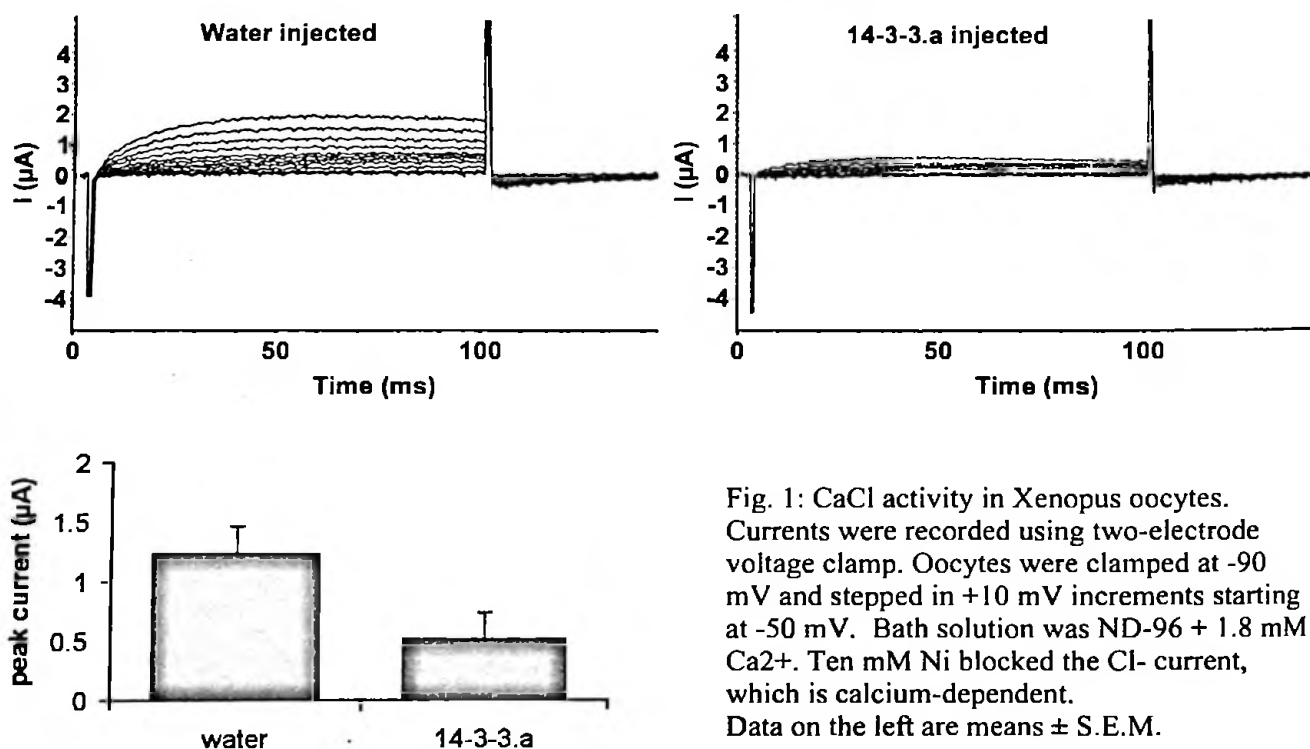 Water injected
4
3
2
1
0
-1
-2
-3
-4
I (µA)
0
50
100
Time (ms)
14-3-3.a injected
4
3
2
1
0
-1
-2
-3
-4
I (µA)
0
50
100
Time (ms)
peak current (µA)
2
1.5
1
0.5
0
water
14-3-3.a
Fig. 1: CaCl activity in Xenopus oocytes.
Currents were recorded using two-electrode
voltage clamp. Oocytes were clamped at -90
mV and stepped in +10 mV increments starting
at -50 mV. Bath solution was ND-96 + 1.8 mM
Ca2+. Ten mM Ni blocked the Cl- current,
which is calcium-dependent.
Data on the left are means ± S.E.M.